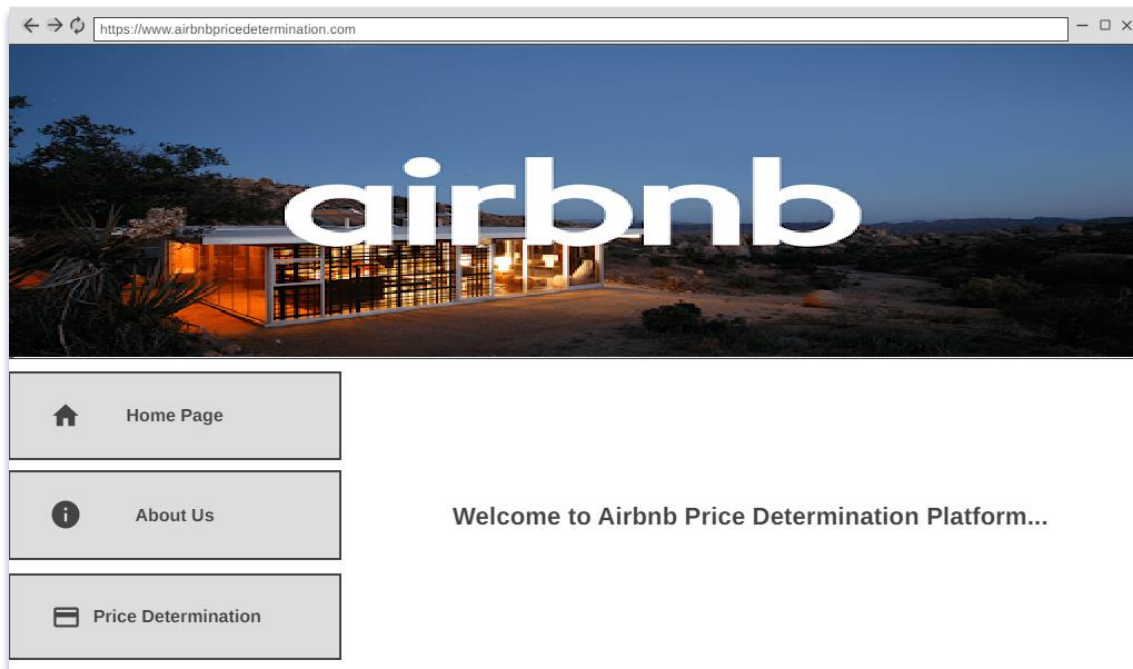 https://www.airbnbpricedetermination.com
airbnb
Home Page
About Us
Welcome to Airbnb Price Determination Platform...
Price Determination